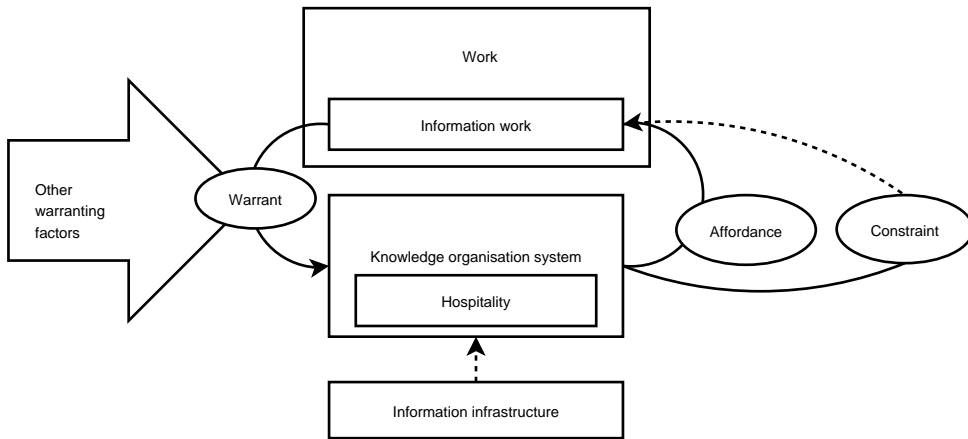 Work
Information work
Other
warranting
factors
Warrant
Knowledge organisation system
Hospitality
Affordance
Constraint
Information infrastructure